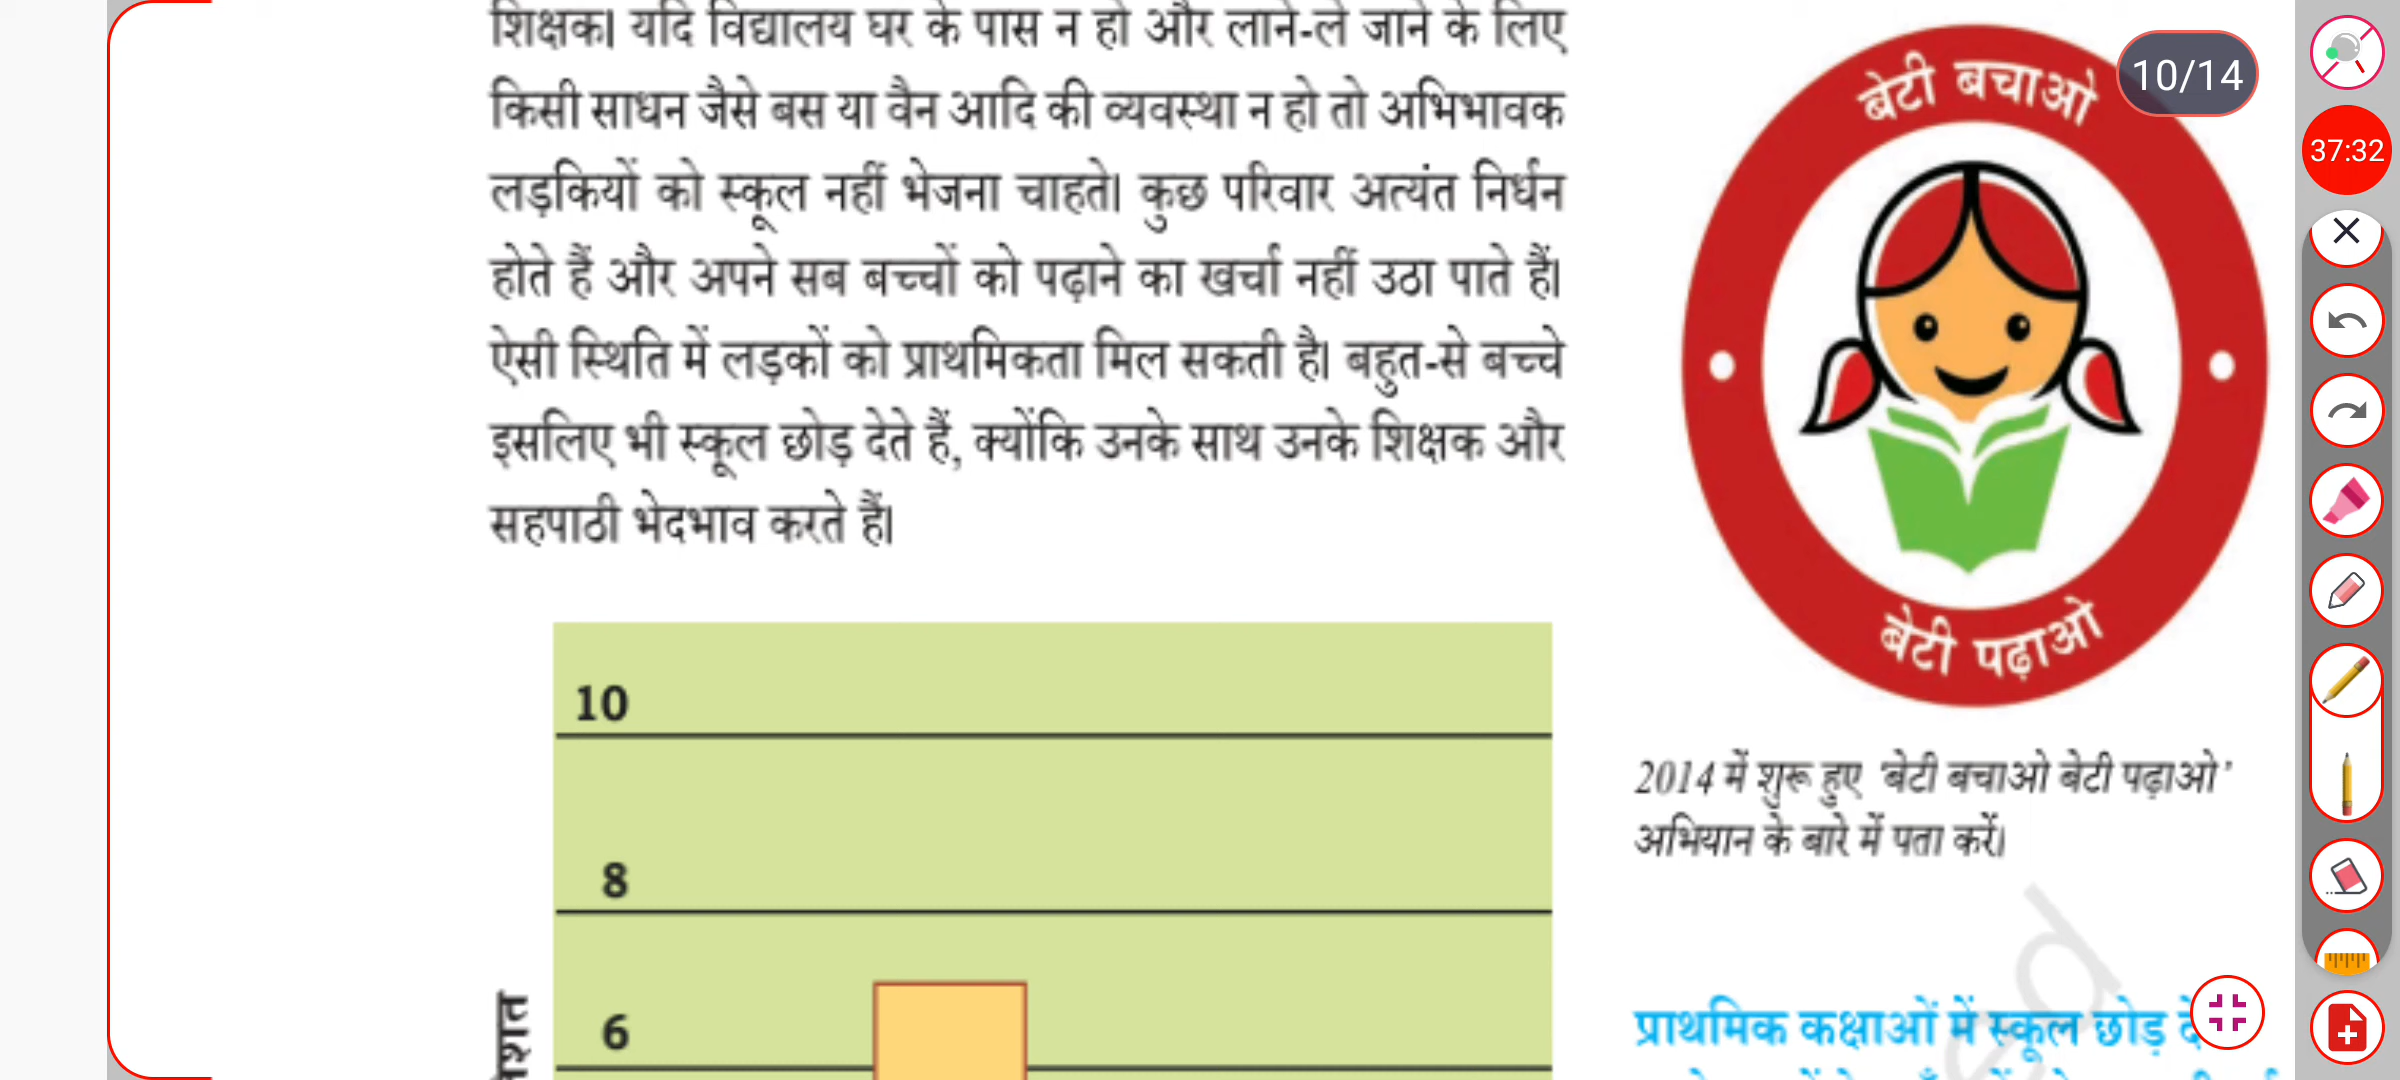 शिक्षक। यदि विद्यालय घर के पास न हो और लाने-ले जाने के लिए
किसी साधन जैसे बस या वैन आदि की व्यवस्था न हो तो अभिभावक
लड़कियों को स्कूल नहीं भेजना चाहते। कुछ परिवार अत्यंत निर्धन
होते हैं और अपने सब बच्चों को पढ़ाने का खर्चा नहीं उठा पाते हैं।
ऐसी स्थिति में लड़कों को प्राथमिकता मिल सकती है। बहुत-से बच्चे
इसलिए भी स्कूल छोड़ देते हैं, क्योंकि उनके साथ उनके शिक्षक और
सहपाठी भेदभाव करते हैं।
10
8
6
बेटी बचाओ
बेटी पढ़ाओ
10/14
37:32
2014 में शुरू हुए ‘बेटी बचाओ बेटी पढ़ाओ’
अभियान के बारे में पता करें।
प्राथमिक कक्षाओं में स्कूल छोड़